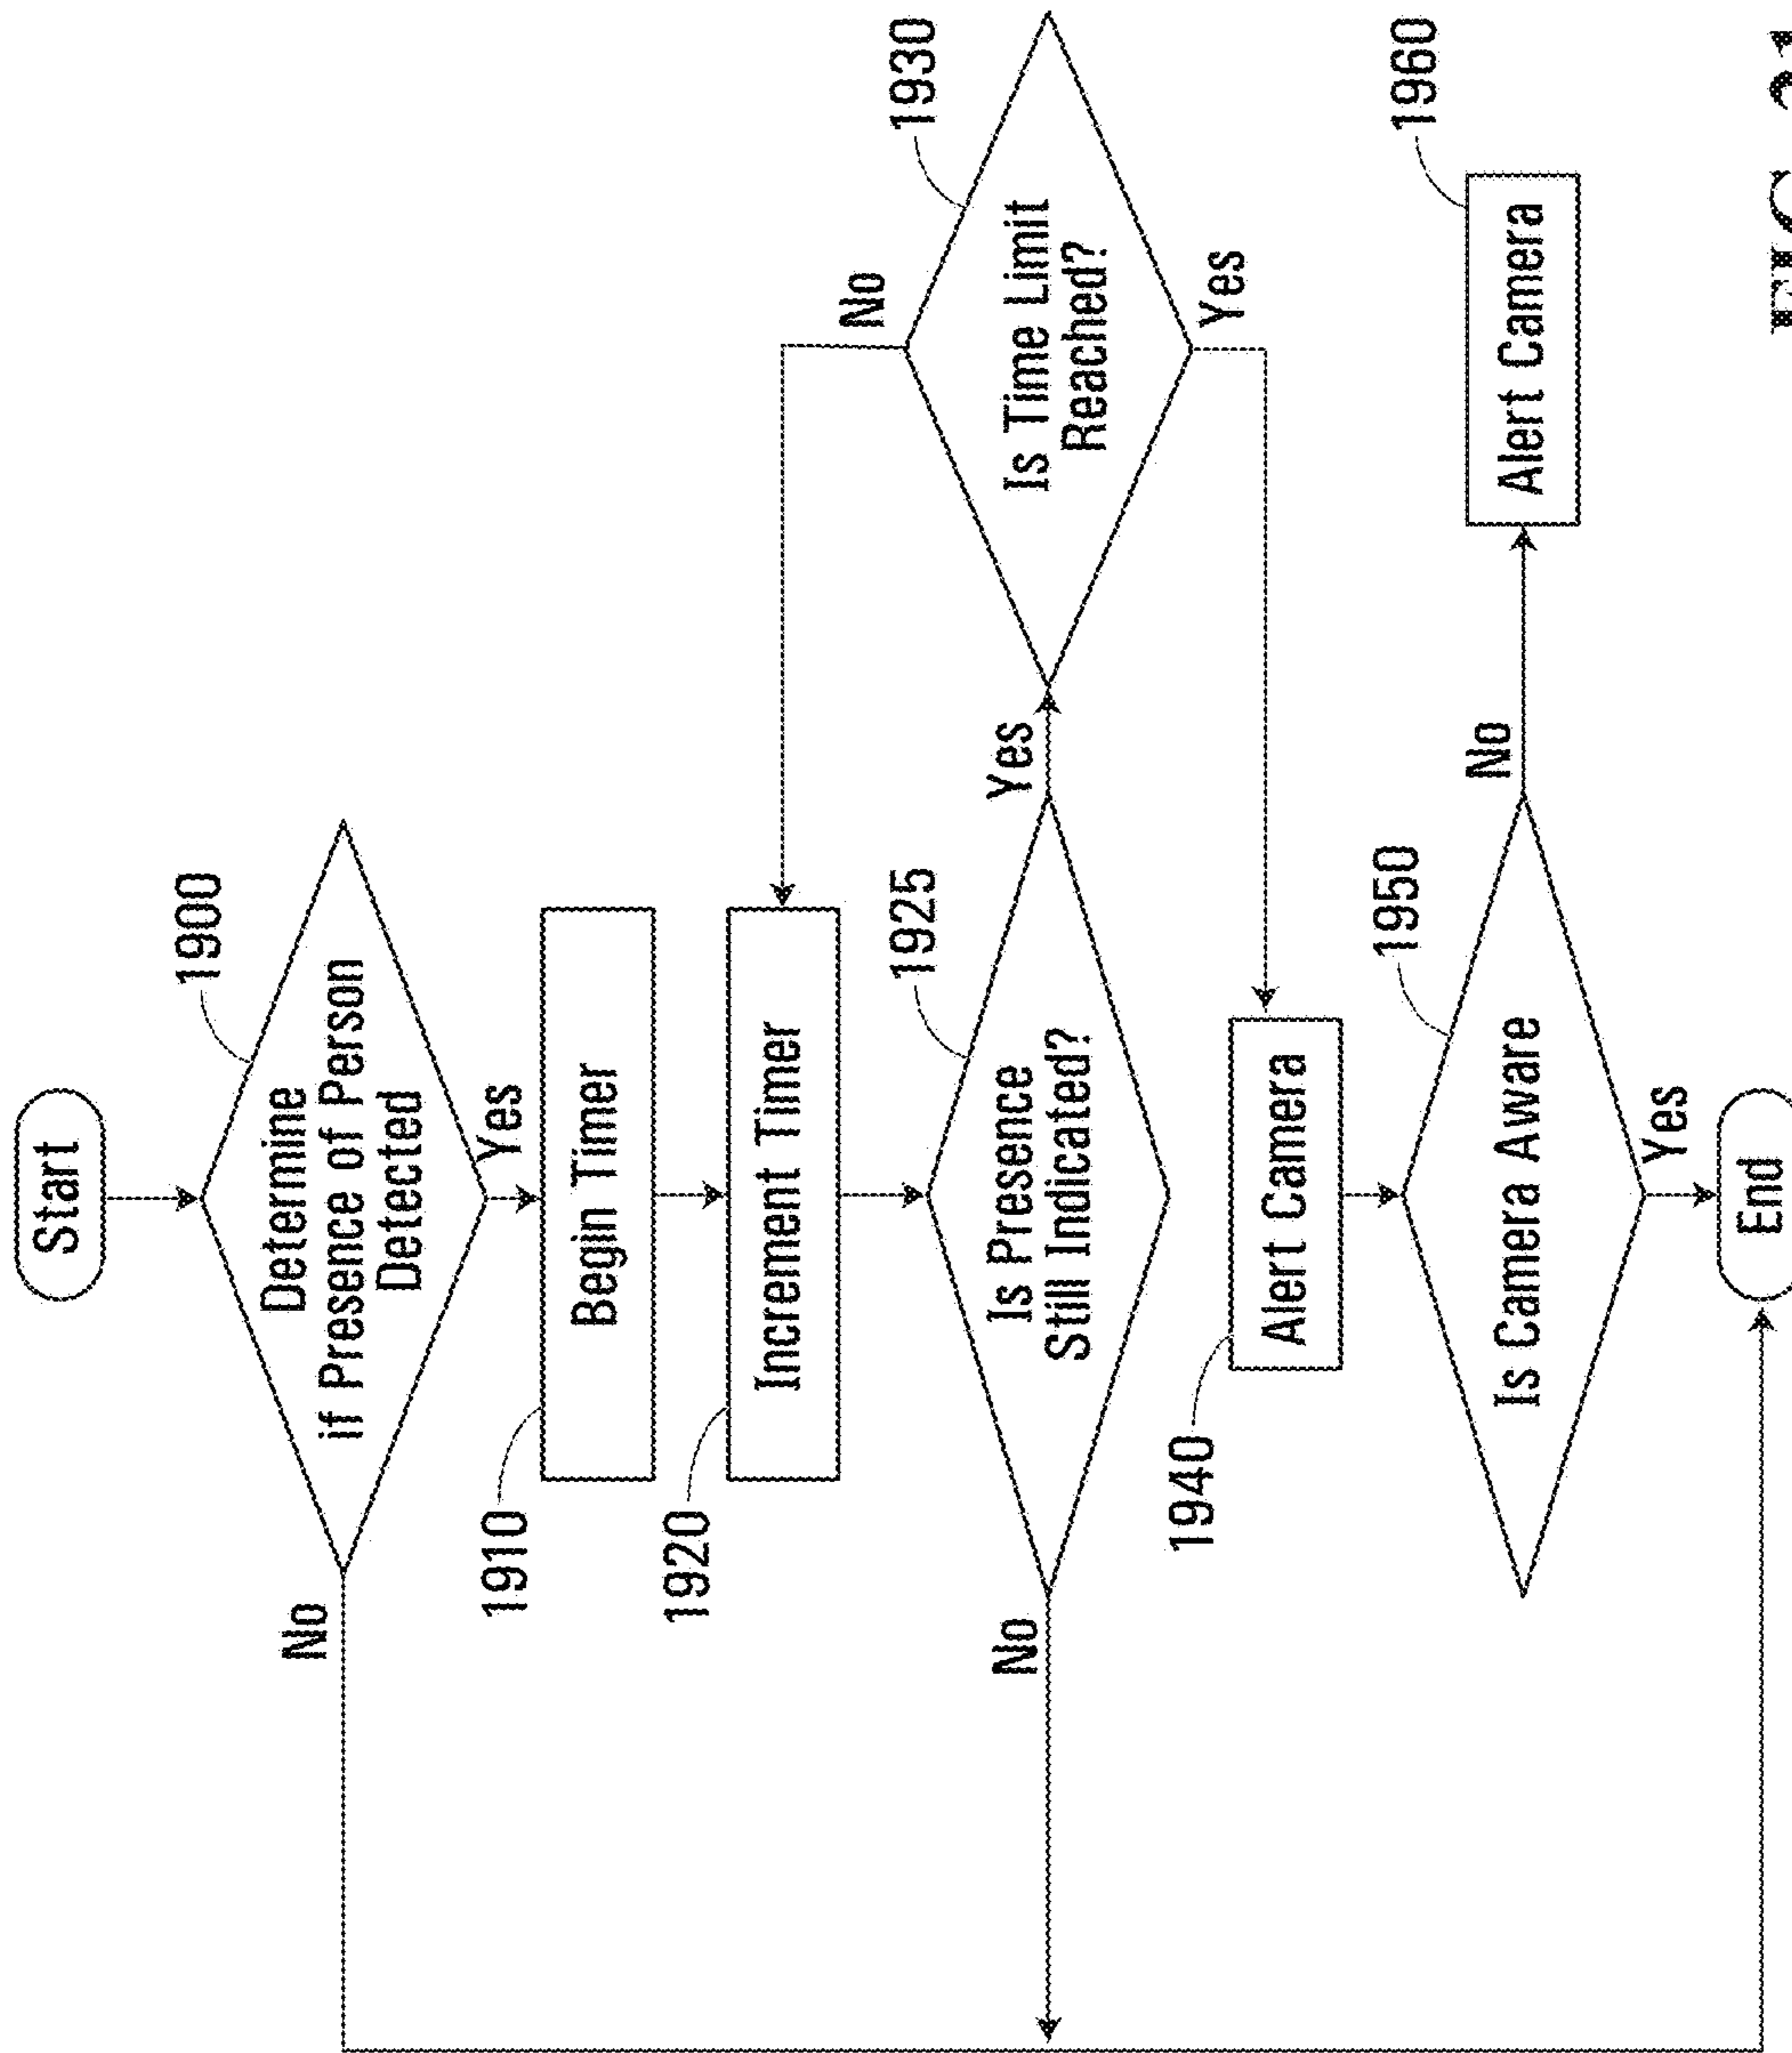 Start
1900
Determine
if Presence of Person
Detected
No
Yes
1910
Begin Timer
1920
Increment Timer
No
1925
Is Presence
Still Indicated?
No
Yes
1930
Is Time Limit
Reached?
Yes
1940
Alert Camera
1950
Is Camera Aware
No
1960
Alert Camera
Yes
End